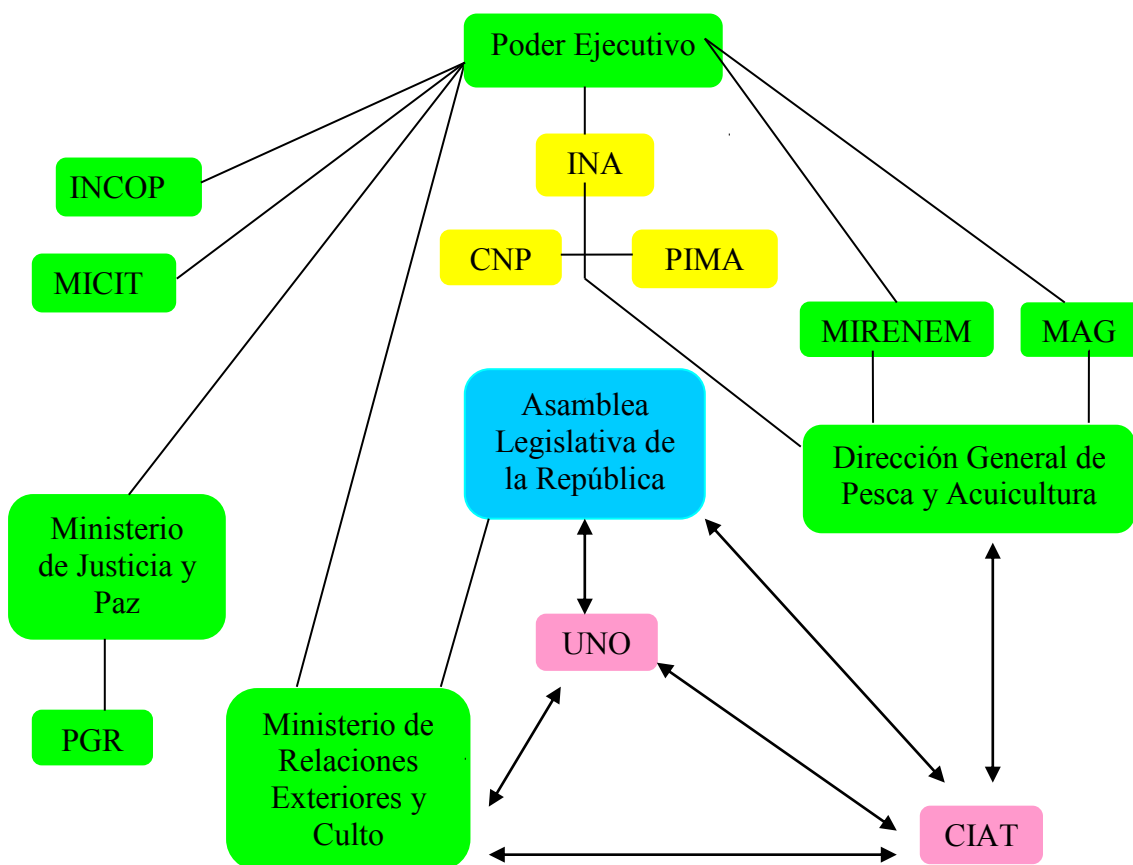 Poder Ejecutivo
INA
INCOP
CNP
PIMA
MICIT
MIRENEM
MAG
Asamblea
Legislativa de
la República
Dirección General de
Pesca y Acuicultura
Ministerio
de Justicia y
Paz
UNO
PGR
Ministerio de
Relaciones
Exteriores y
Culto
CIAT